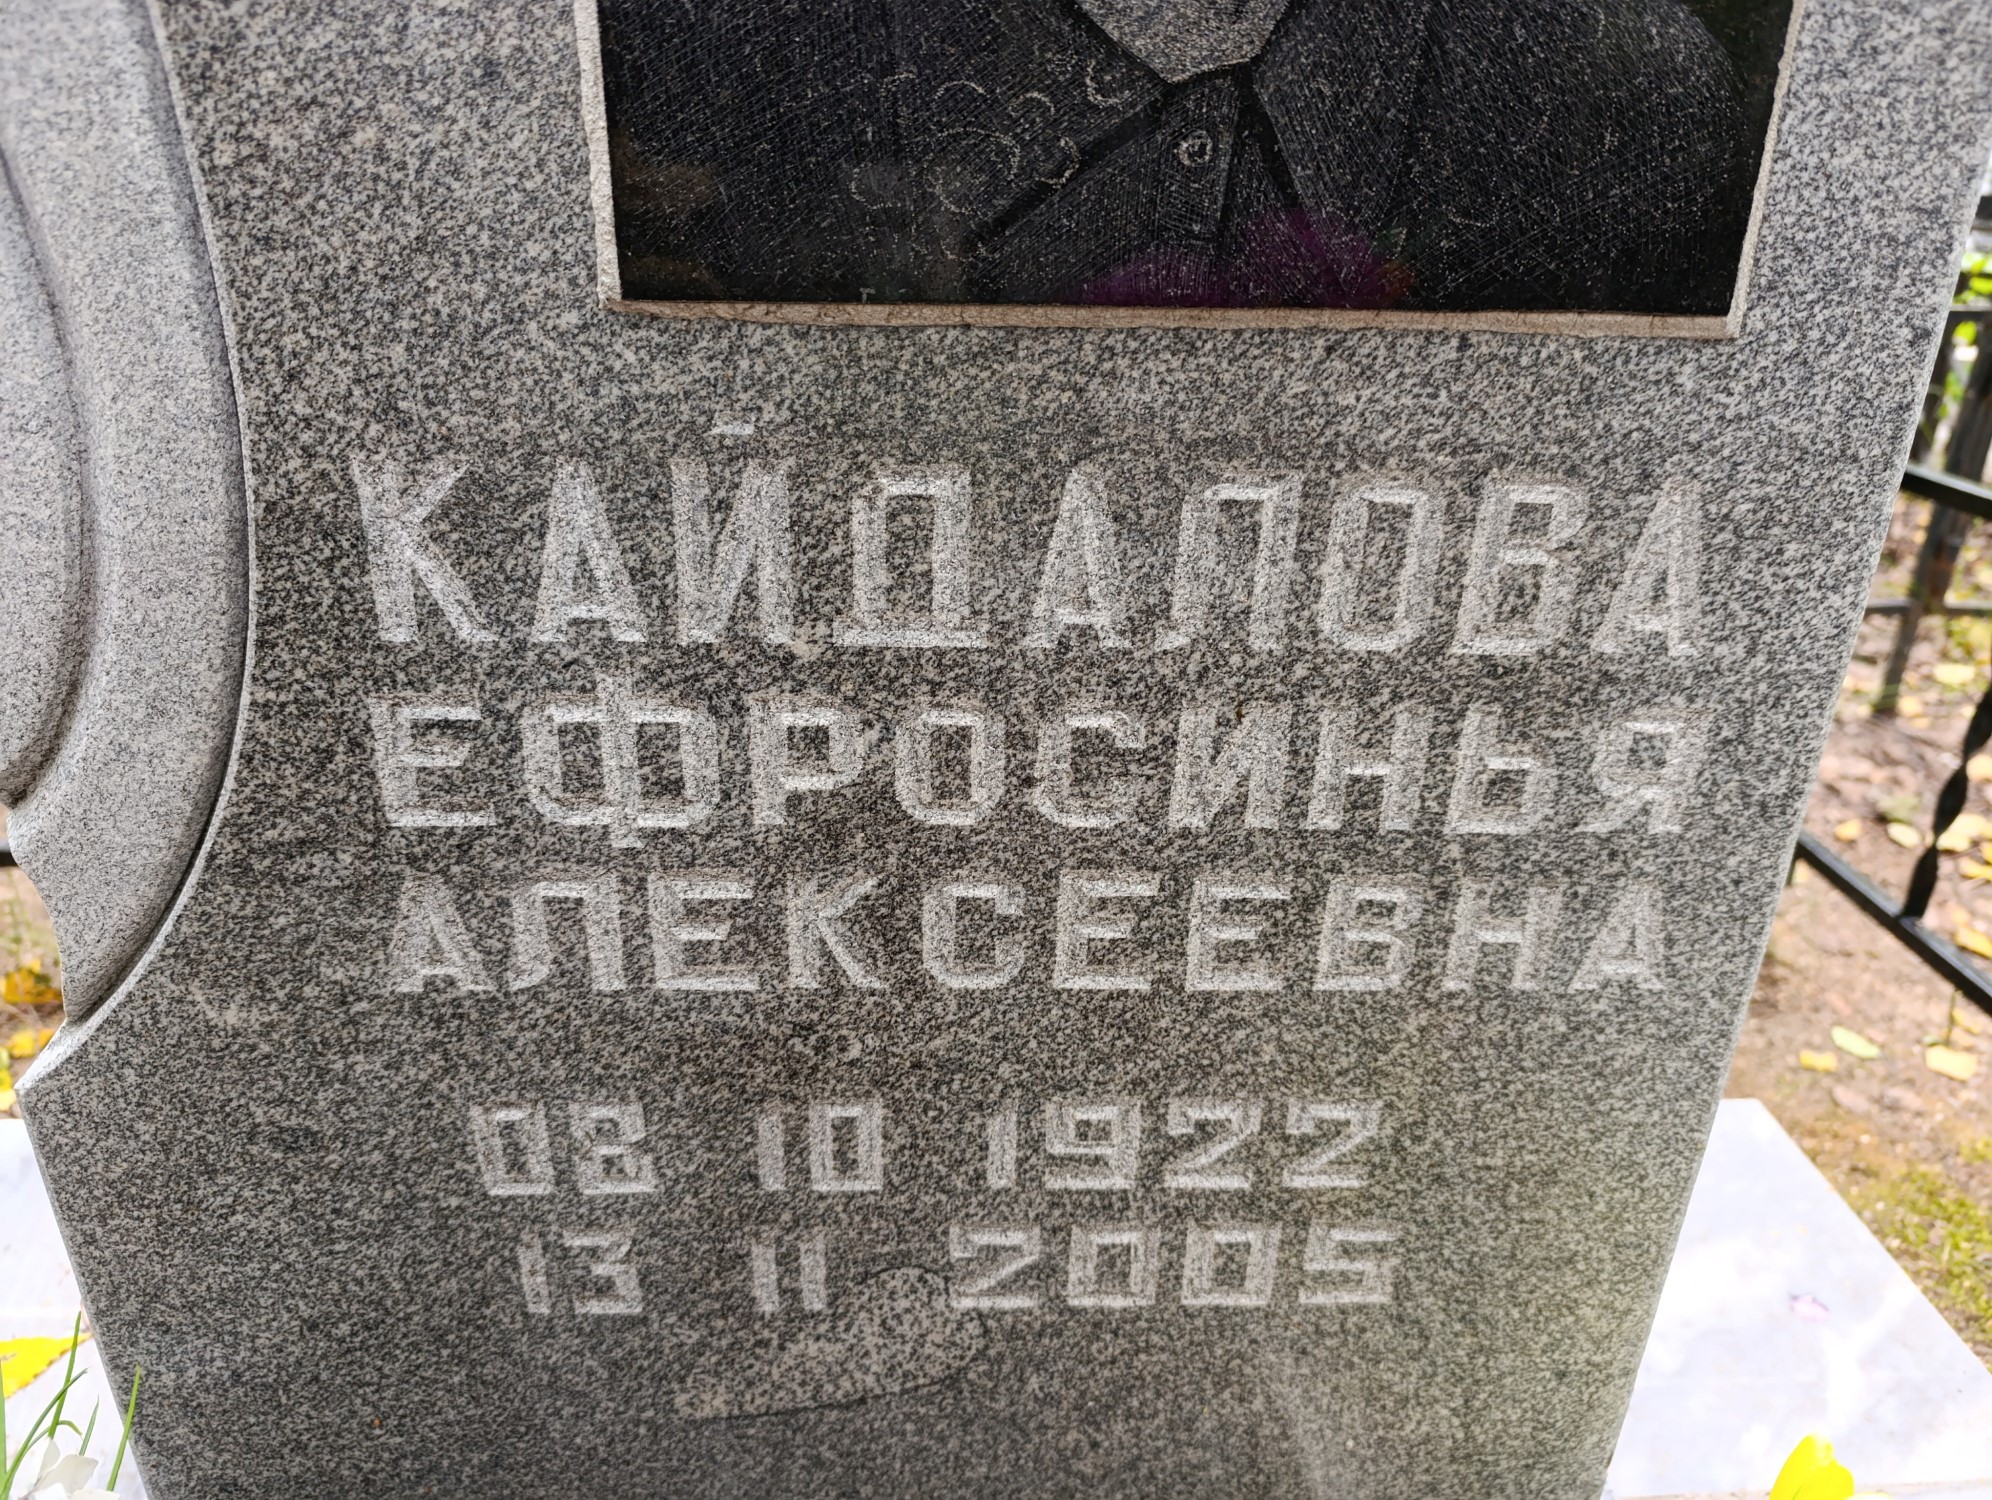 КАЙДАЛОВА
ЕФРОСИНЬЯ
АЛЕКСЕЕВНА
08 10 1922
13 11 2005